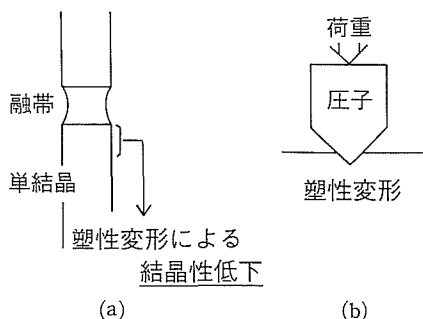 融帯
単結晶
塑性変形による
結晶性低下
(a)
荷重
圧子
塑性変形
(b)